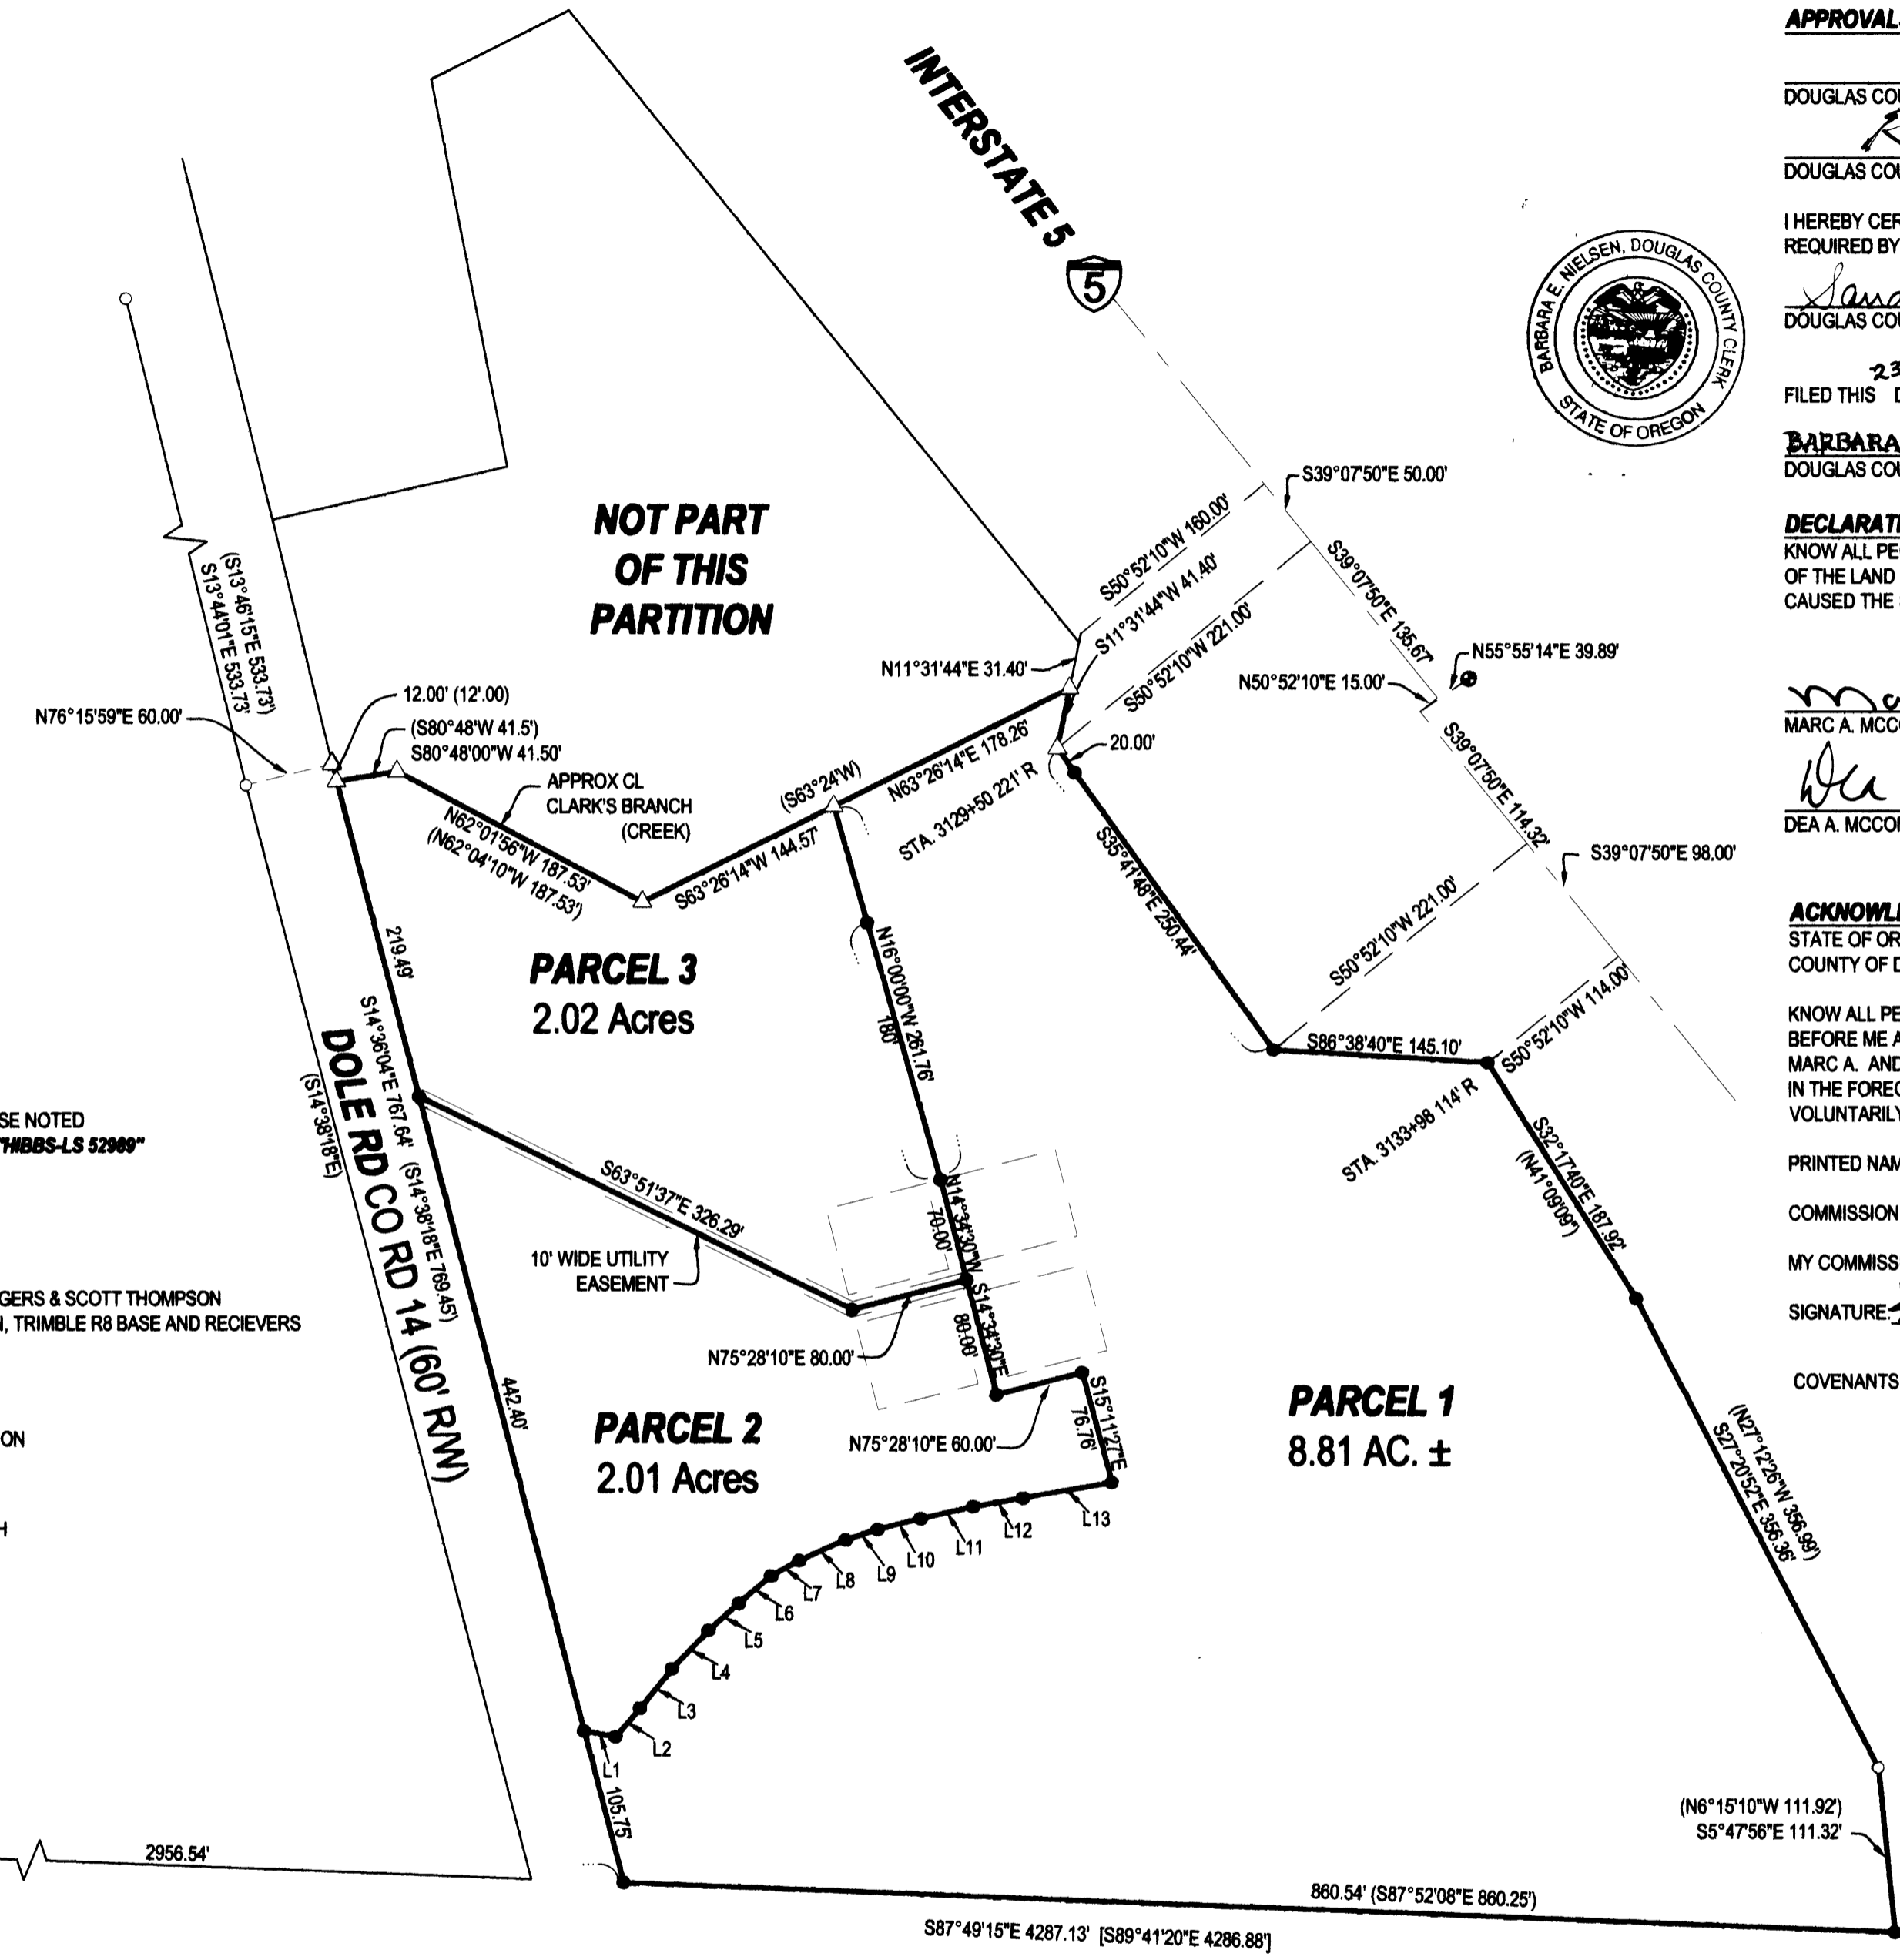 INTERSTATE 5
5
NOT PART
OF THIS
PARTITION
BARBARA E. NIELSEN, DOUGLAS COUNTY CLERK
STATE OF OREGON
S39°07'50"E 50.00'
S50°52'10"W 160.00'
S11°31'44"W 41.40'
S50°52'10"W 221.00'
S39°07'50"E 135.67'
N55°55'14"E 39.89'
N50°52'10"E 15.00'
S39°07'50"E 114.32'
S39°07'50"E 98.00'
N11°31'44"E 31.40'
20.00'
(S13°46'15"E 533.73')
S13°44'01"E 533.73'
N76°15'59"E 60.00'
12.00' (12'.00)
(S80°48'W 41.5')
S80°48'00"W 41.50'
APPROX CL
CLARK'S BRANCH
(CREEK)
N62°01'56"W 187.53'
(N62°04'10"W 187.53')
(S63°24'W)
S63°26'14"W 144.57'
N63°26'14"E 178.26'
STA. 3129+50 221' R
S35°41'48"E 250.44'
S50°52'10"W 221.00'
S86°38'40"E 145.10'
S50°52'10"W 114.00'
STA. 3133+98 114' R
S32°17'40"E 187.92'
(N41°09'09")
219.49'
PARCEL 3
2.02 Acres
N16°00'00"W 261.76'
180'
S14°36'04"E 767.64' (S14°38'18"E 769.45')
DOLE RD CO RD 14 (60' R/W)
(S14°38'18"E)
S63°51'37"E 326.29'
10' WIDE UTILITY
EASEMENT
N14°34'30"W
70.00'
S14°34'30"E
80.00'
N75°28'10"E 80.00'
442.40'
PARCEL 2
2.01 Acres
N75°28'10"E 60.00'
S15°11'27"E
76.76'
PARCEL 1
8.81 AC. ±
(N27°12'26"W 356.99')
S27°20'52"E 356.36'
L13
L12
L11
L10
L9
L8
L7
L6
L5
L4
L3
L2
L1
105.75'
(N6°15'10"W 111.92')
S5°47'56"E 111.32'
2956.54'
860.54' (S87°52'08"E 860.25')
S87°49'15"E 4287.13' [S89°41'20"E 4286.88']
SE NOTED
"HIBBS-LS 52989"
GERS & SCOTT THOMPSON
, TRIMBLE R8 BASE AND RECIEVERS
ON
H
APPROVAL
DOUGLAS COU
DOUGLAS COU
I HEREBY CER
REQUIRED BY
DOUGLAS COU
23
FILED THIS D
BARBARA
DOUGLAS COU
DECLARATI
KNOW ALL PE
OF THE LAND
CAUSED THE
MARC A. MCCO
Dea
DEA A. MCCO
ACKNOWL
STATE OF OR
COUNTY OF D
KNOW ALL PE
BEFORE ME A
MARC A. AND
IN THE FOREG
VOLUNTARILY
PRINTED NAM
COMMISSION
MY COMMISS
SIGNATURE:
COVENANTS